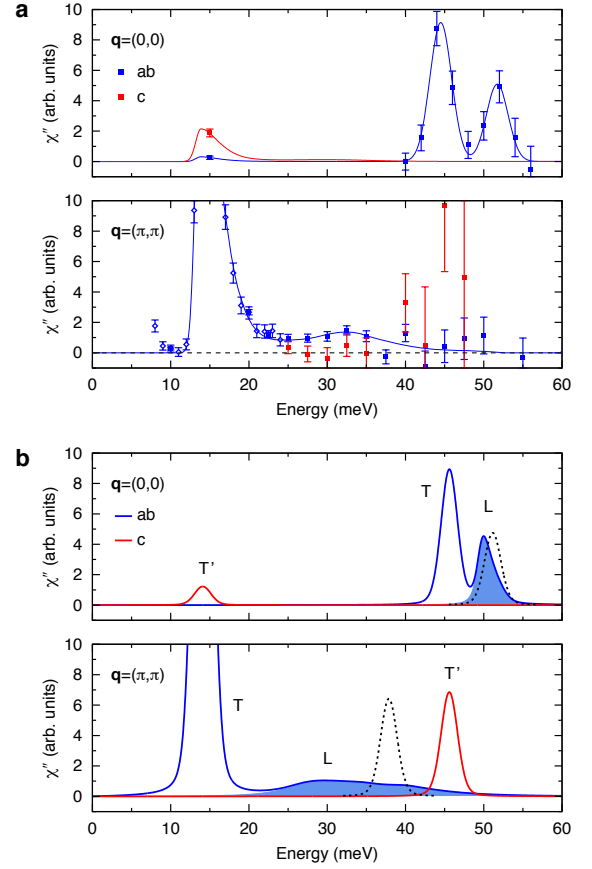 a
10
8
6
4
2
0
χ″ (arb. units)
q=(0,0)
ab
c
10
8
6
4
2
0
χ″ (arb. units)
q=(π,π)
0 10 20 30 40 50 60
Energy (meV)
b
10
8
6
4
2
0
χ″ (arb. units)
q=(0,0)
ab
c
T'
T
L
10
8
6
4
2
0
χ″ (arb. units)
q=(π,π)
T
L
T'
0 10 20 30 40 50 60
Energy (meV)